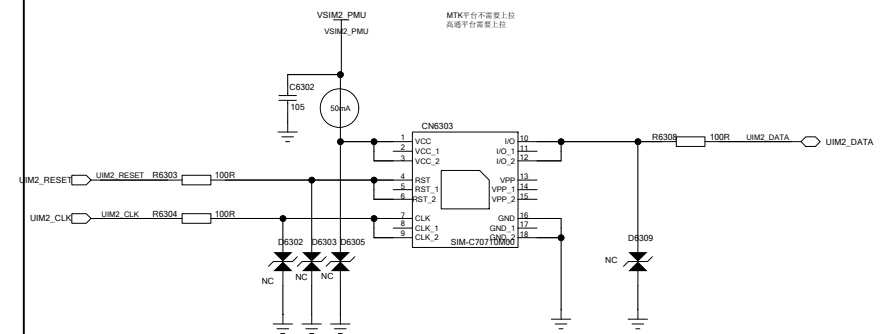 VSIM2_PMU
MTK平台不需要上拉
高通平台需要上拉
VSIM2_PMU
C6302
105
50mA
CN6303
1 VCC I/O 10
2 VCC_1 I/O_1 11
3 VCC_2 I/O_2 12
R6308 100R UIM2_DATA UIM2_DATA
4 RST VPP 13
5 RST_1 VPP_1 14
6 RST_2 VPP_2 15
UIM2_RESET UIM2_RESET R6303 100R
7 CLK GND 16
8 CLK_1 GND_1 17
9 CLK_2 GND_2 18
UIM2_CLK UIM2_CLK R6304 100R
SIM-C70710M00
D6302 D6303 D6305 D6309
NC NC NC NC